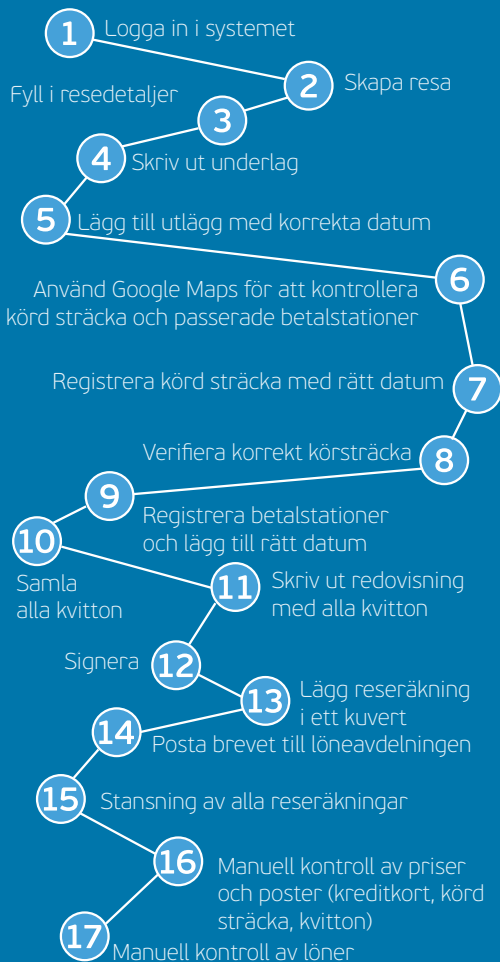 1 Logga in i systemet
2 Skapa resa
Fyll i resedetaljer
3
4 Skriv ut underlag
5 Lägg till utlägg med korrekta datum
6
Använd Google Maps för att kontrollera
körd sträcka och passerade betalstationer
Registrera körd sträcka med rätt datum 7
Verifiera korrekt körsträcka 8
9
Registrera betalstationer
och lägg till rätt datum
10
Samla
alla kvitton
11 Skriv ut redovisning
med alla kvitton
Signera 12
13 Lägg reseräkning
i ett kuvert
14 Posta brevet till löneavdelningen
15 Stansning av alla reseräkningar
16 Manuell kontroll av priser
och poster (kreditkort, körd
sträcka, kvitton)
17 Manuell kontroll av löner